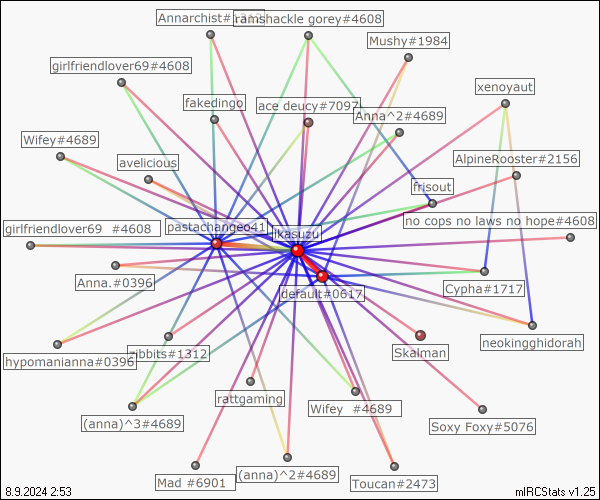 Annarchist#
ramshackle gorey#4608
Mushy#1984
girlfriendlover69#4608
xenoyaut
fakedingo
ace deucy#7097
Anna^2#4689
Wifey#4689
avelicious
AlpineRooster#2156
frisout
pastachangeo41
ikasuzu
no cops no laws no hope#4608
girlfriendlover69 #4608
Anna.#0396
default#0617
Cypha#1717
hypomanianna#0396
zibbits#1312
Skalman
neokingghidorah
rattgaming
Wifey #4689
(anna)^3#4689
Soxy Foxy#5076
Mad #6901
(anna)^2#4689
Toucan#2473
8.9.2024 2:53
mIRCStats v1.25